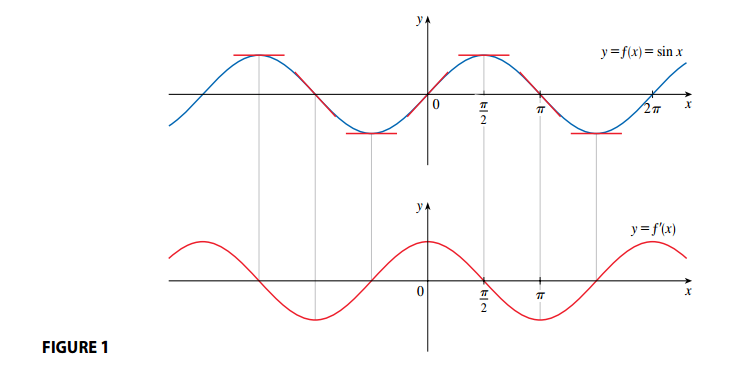 y
y = f(x) = sin x
0
π/2
π
2π
x
y
y = f′(x)
0
π/2
π
x
FIGURE 1